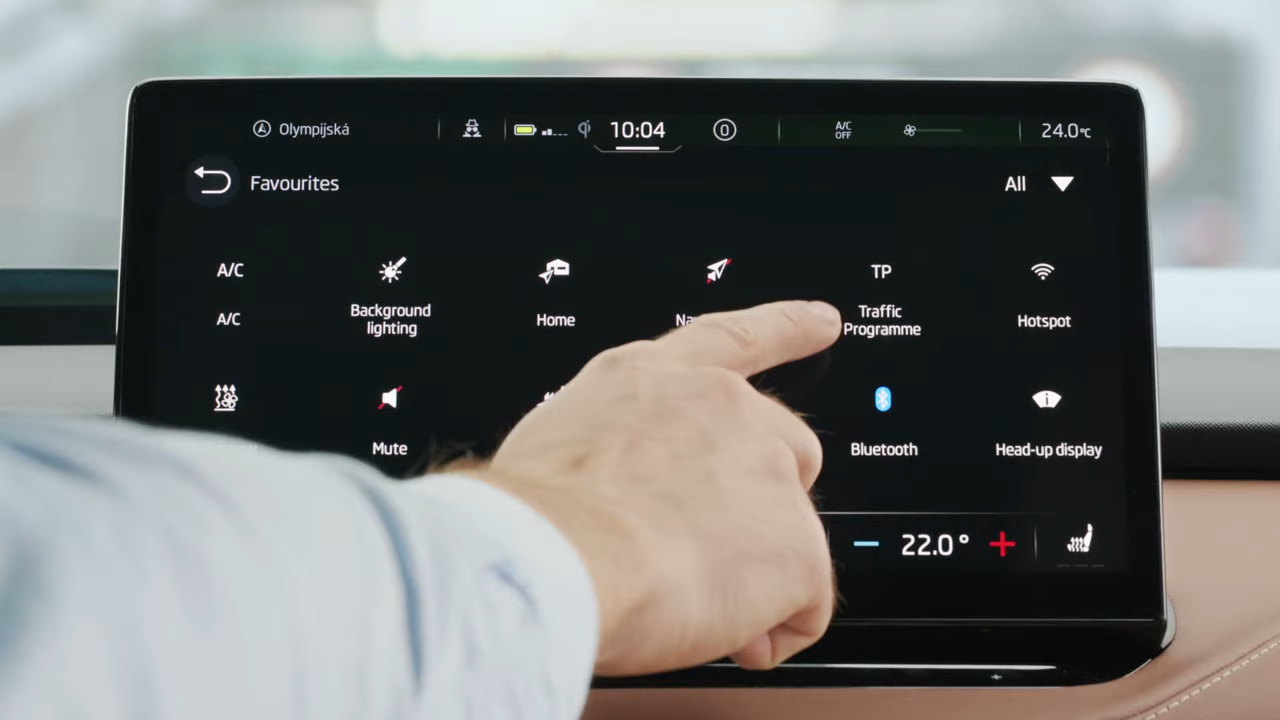 Olympijská
10:04
0
A/C
OFF
24.0°C
Favourites
All
A/C
TP
A/C
Background
lighting
Home
Traffic
Programme
Hotspot
Mute
Bluetooth
Head-up display
22.0°